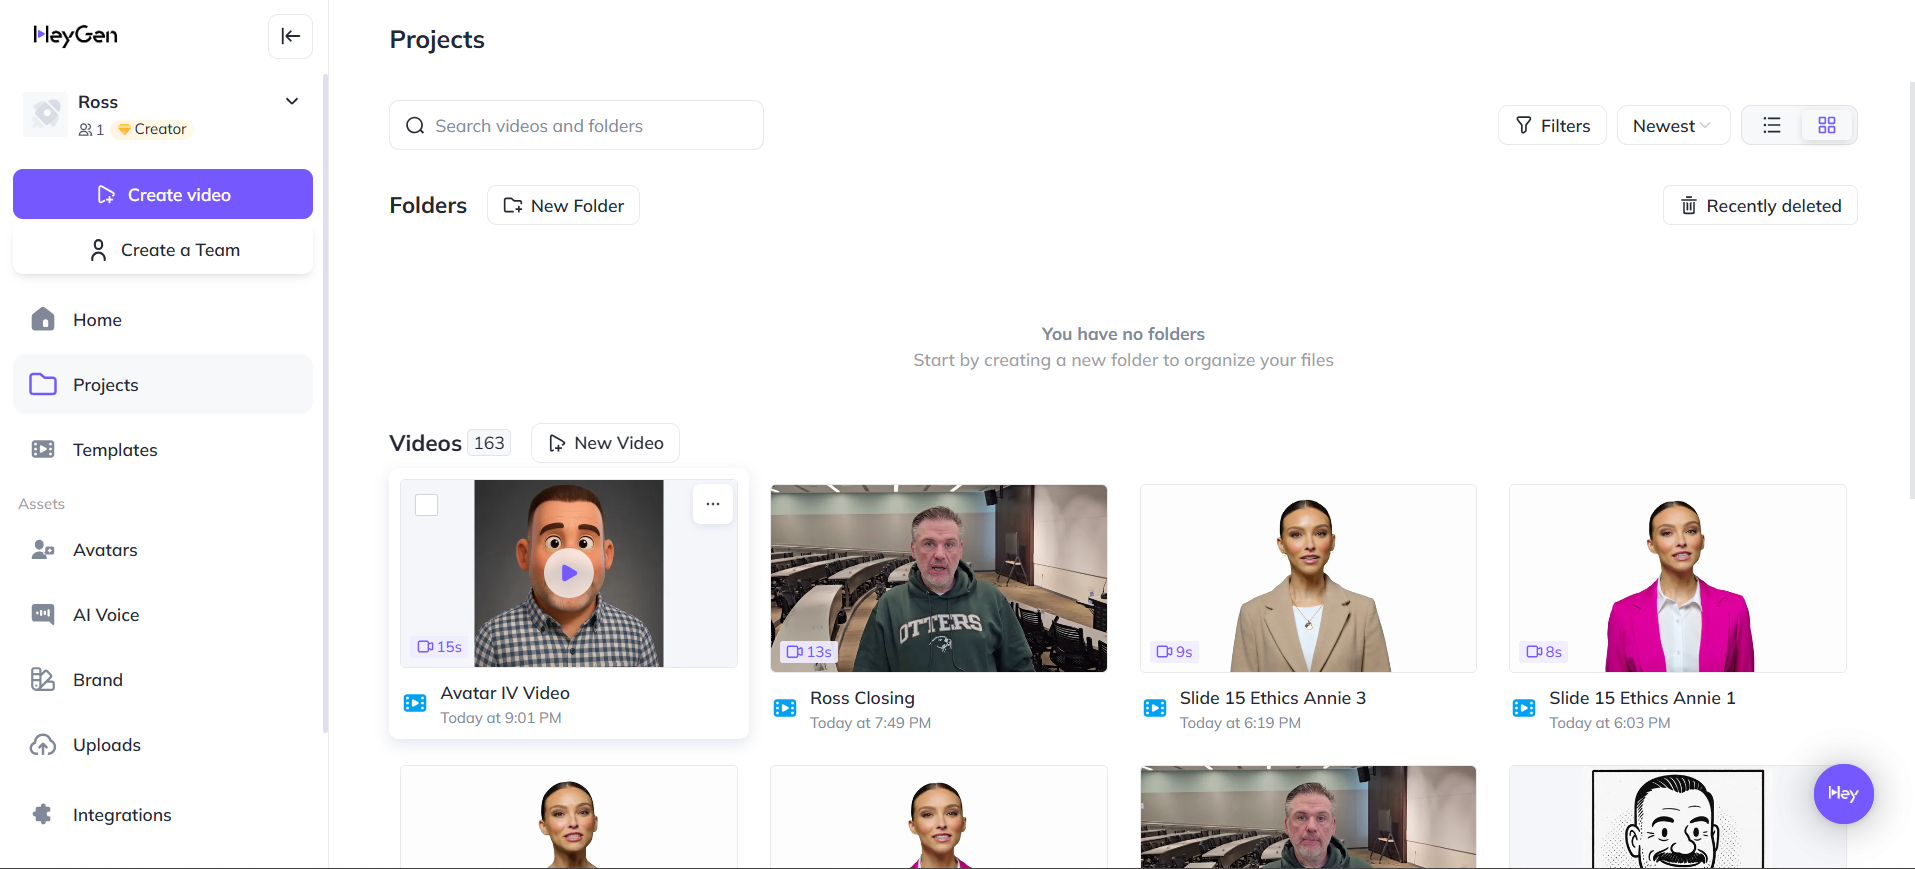 HeyGen
Ross
1 Creator
Create video
Create a Team
Home
Projects
Templates
Assets
Avatars
AI Voice
Brand
Uploads
Integrations
Projects
Search videos and folders
Filters
Newest
Folders
New Folder
Recently deleted
You have no folders
Start by creating a new folder to organize your files
Videos 163
New Video
15s
Avatar IV Video
Today at 9:01 PM
OTTERS
13s
Ross Closing
Today at 7:49 PM
9s
Slide 15 Ethics Annie 3
Today at 6:19 PM
8s
Slide 15 Ethics Annie 1
Today at 6:03 PM
Hey